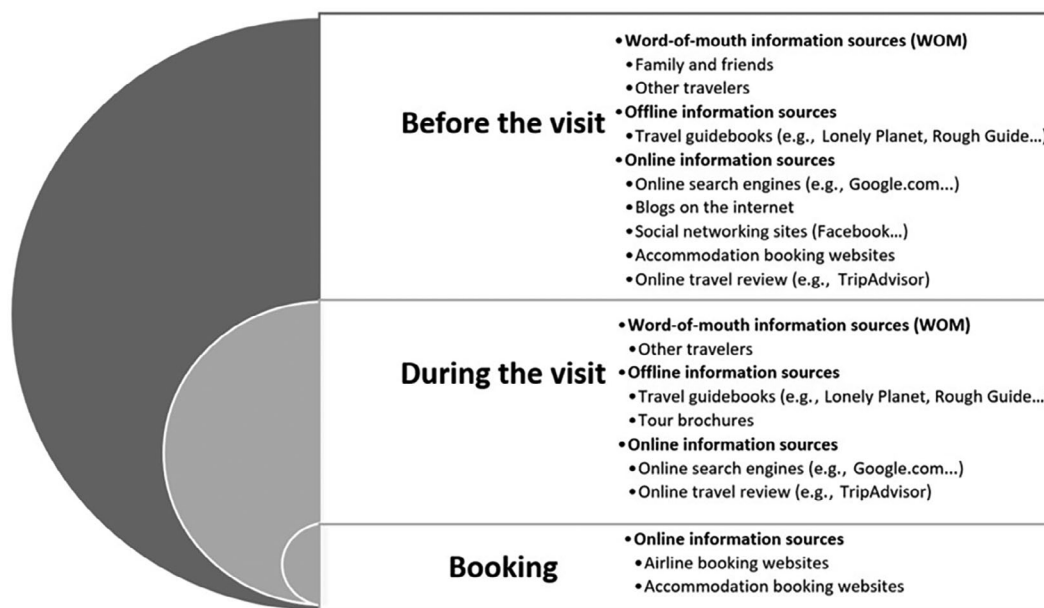 Before the visit
•Word-of-mouth information sources (WOM)
•Family and friends
•Other travelers
•Offline information sources
•Travel guidebooks (e.g., Lonely Planet, Rough Guide...)
•Online information sources
•Online search engines (e.g., Google.com...)
•Blogs on the internet
•Social networking sites (Facebook...)
•Accommodation booking websites
•Online travel review (e.g., TripAdvisor)
During the visit
•Word-of-mouth information sources (WOM)
•Other travelers
•Offline information sources
•Travel guidebooks (e.g., Lonely Planet, Rough Guide...
•Tour brochures
•Online information sources
•Online search engines (e.g., Google.com...)
•Online travel review (e.g., TripAdvisor)
Booking
•Online information sources
•Airline booking websites
•Accommodation booking websites